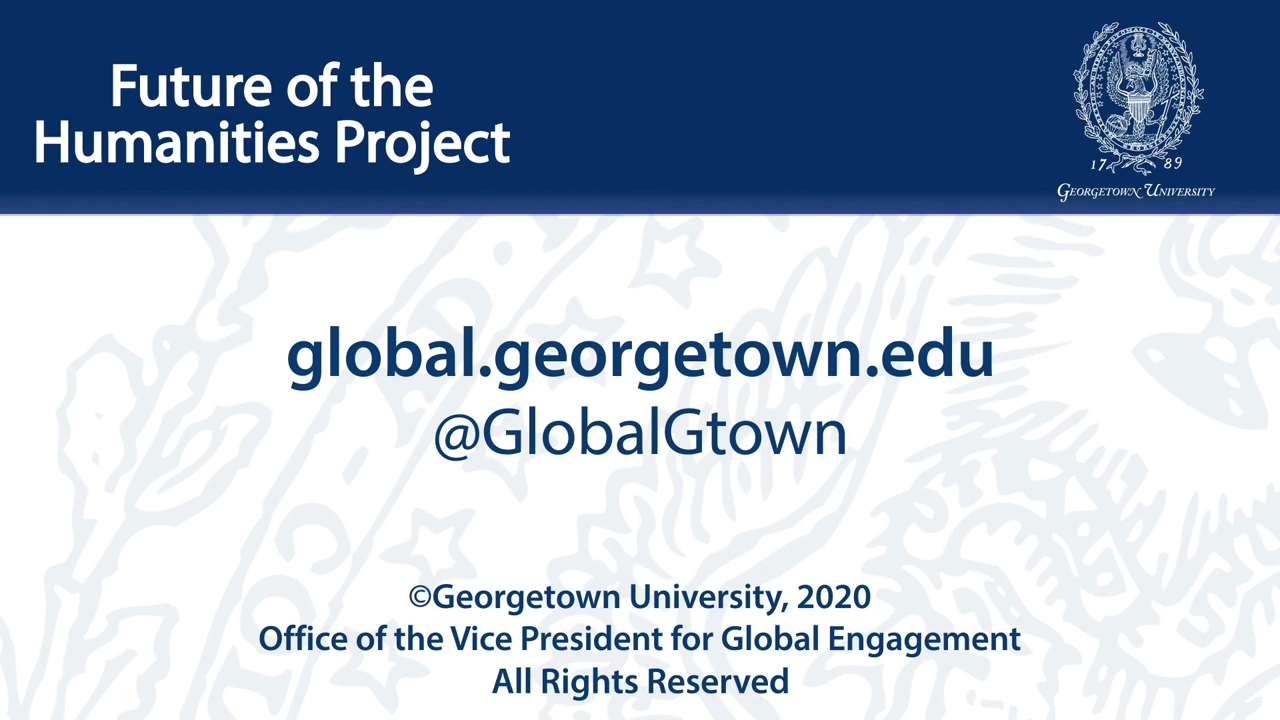 Future of the
Humanities Project
17 89
GEORGETOWN UNIVERSITY
global.georgetown.edu
@GlobalGtown
©Georgetown University, 2020
Office of the Vice President for Global Engagement
All Rights Reserved